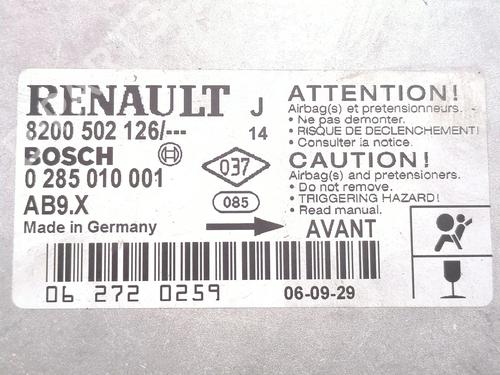 RENAULT J
8200 502 126/---
14
BOSCH
0 285 010 001
037
AB9.X
085
Made in Germany
AVANT
ATTENTION!
Airbag(s) et pretensionneurs.
• Ne pas demonter.
• RISQUE DE DECLENCHEMENT!
• Consulter la notice.
CAUTION!
Airbag(s) and pretensioners.
• Do not remove.
• TRIGGERING HAZARD!
• Read manual.
06 272 0259
06-09-29